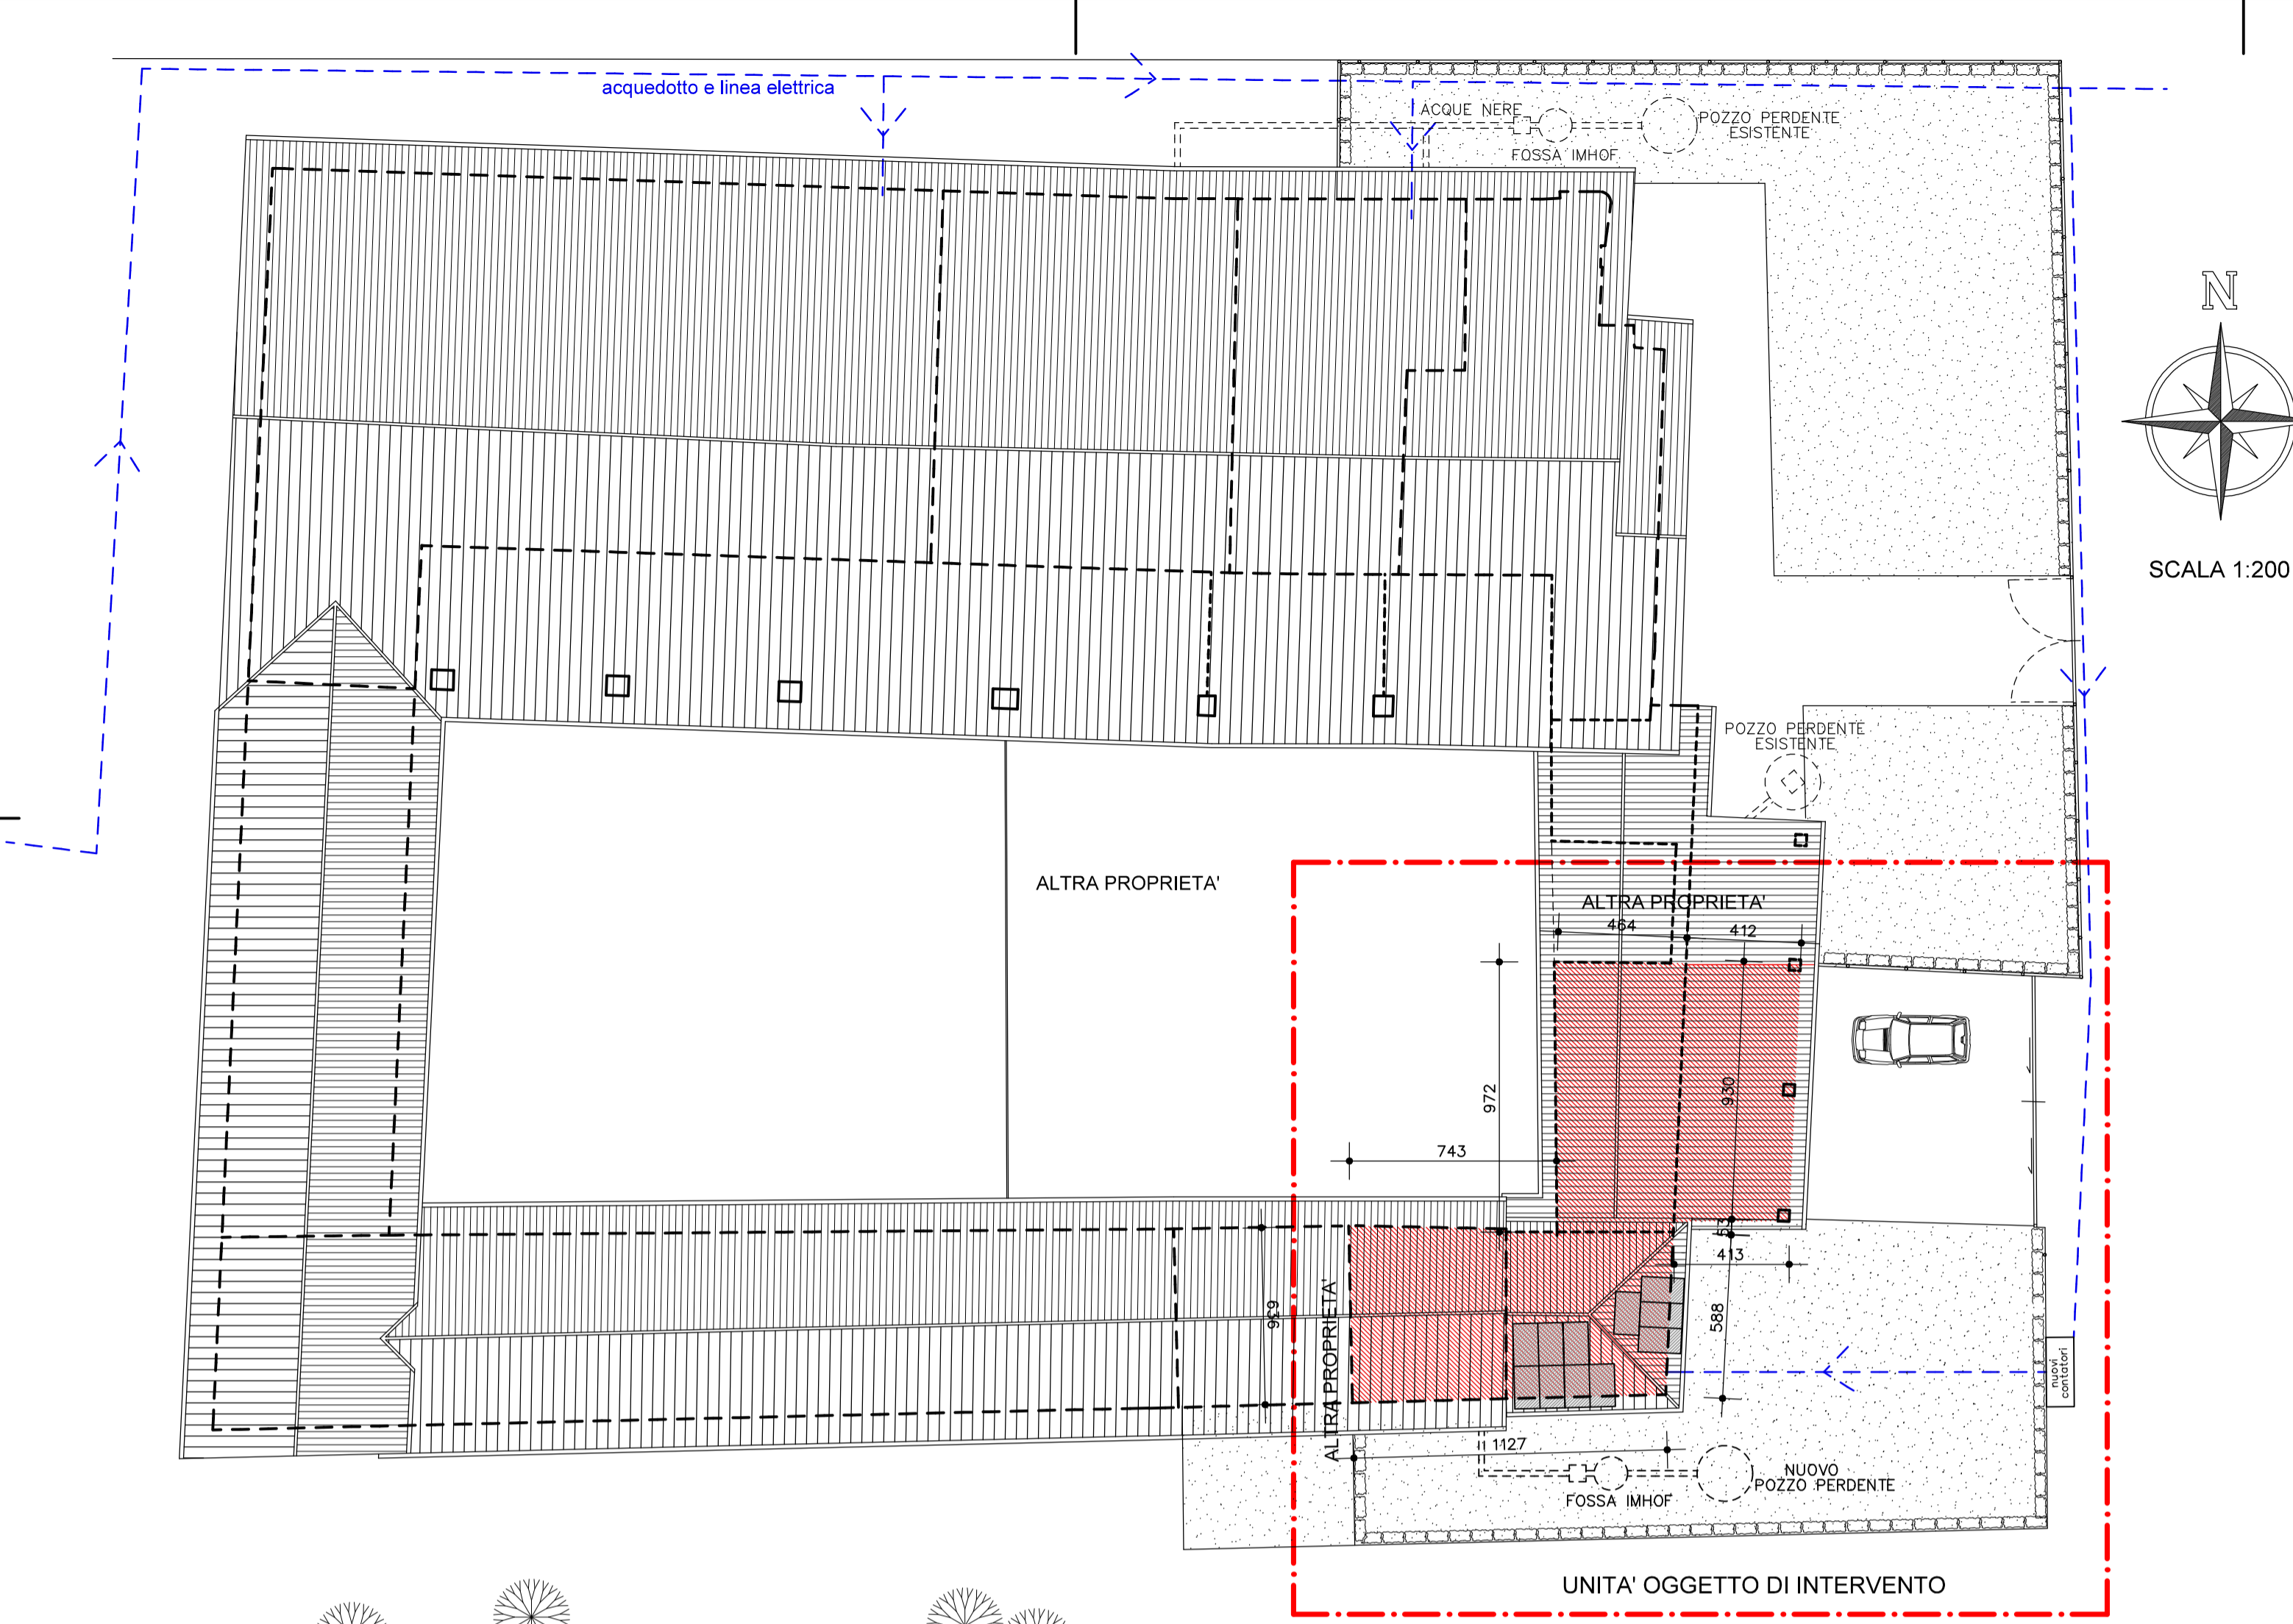 acquedotto e linea elettrica
ACQUE NERE
POZZO PERDENTE
ESISTENTE
FOSSA IMHOF
N
SCALA 1:200
POZZO PERDENTE
ESISTENTE
ALTRA PROPRIETA'
ALTRA PROPRIETA'
464
412
972
930
743
53
413
639
ALTRA PROPRIETA'
588
nuovi
contatori
1127
NUOVO
POZZO PERDENTE
FOSSA IMHOF
UNITA' OGGETTO DI INTERVENTO